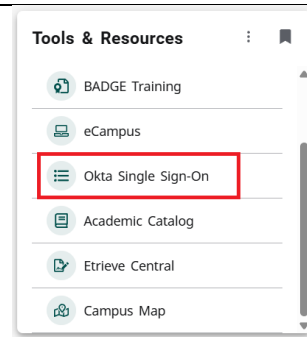 Tools & Resources
BADGE Training
eCampus
Okta Single Sign-On
Academic Catalog
Etrieve Central
Campus Map